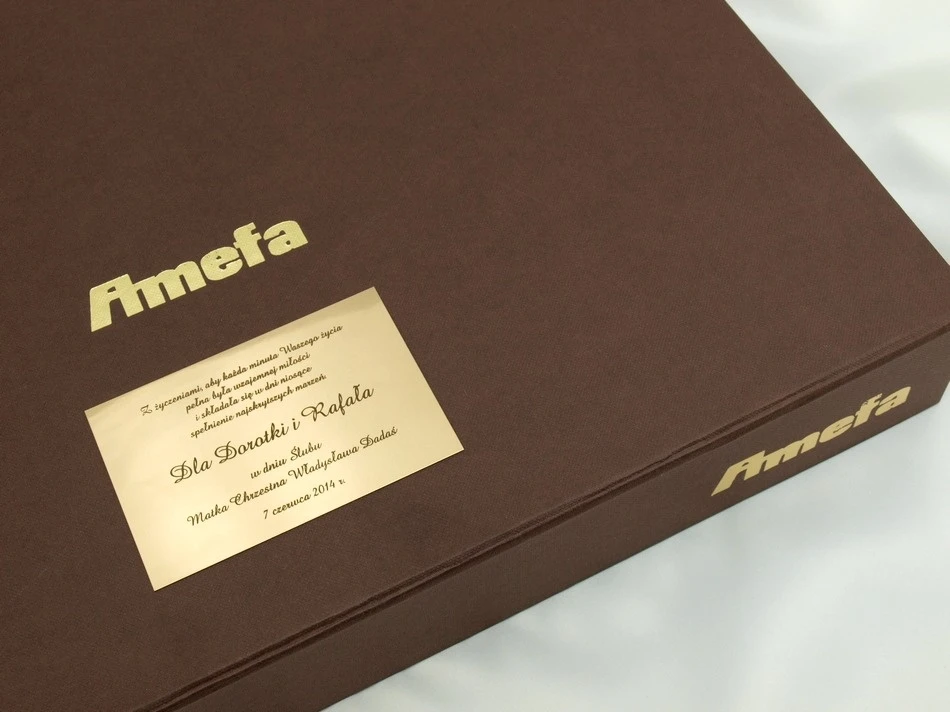 Amefa
Z życzeniami, aby każda minuta Waszego życia
pełna była wzajemnej miłości
i składała się w dni niosące
spełnienie najskrytszych marzeń
Dla Dorotki i Rafała
w dniu Ślubu
Matka Chrzestna Władysława Dadaś
7 czerwca 2014 r.
Amefa